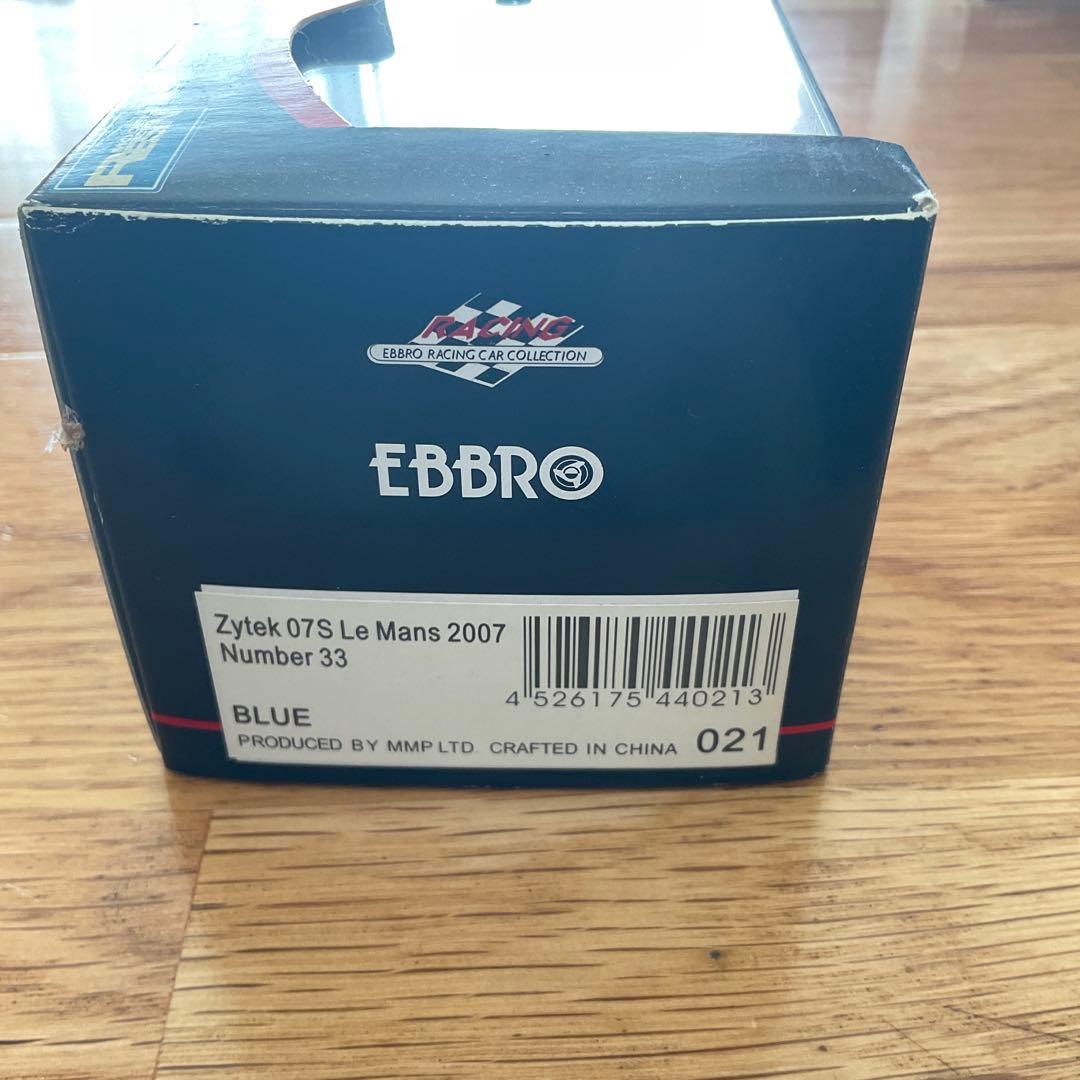 RACING
EBBRO RACING CAR COLLECTION
EBBRO
Zytek 07S Le Mans 2007
Number 33
BLUE
4 526175 440213
PRODUCED BY MMP LTD. CRAFTED IN CHINA 021